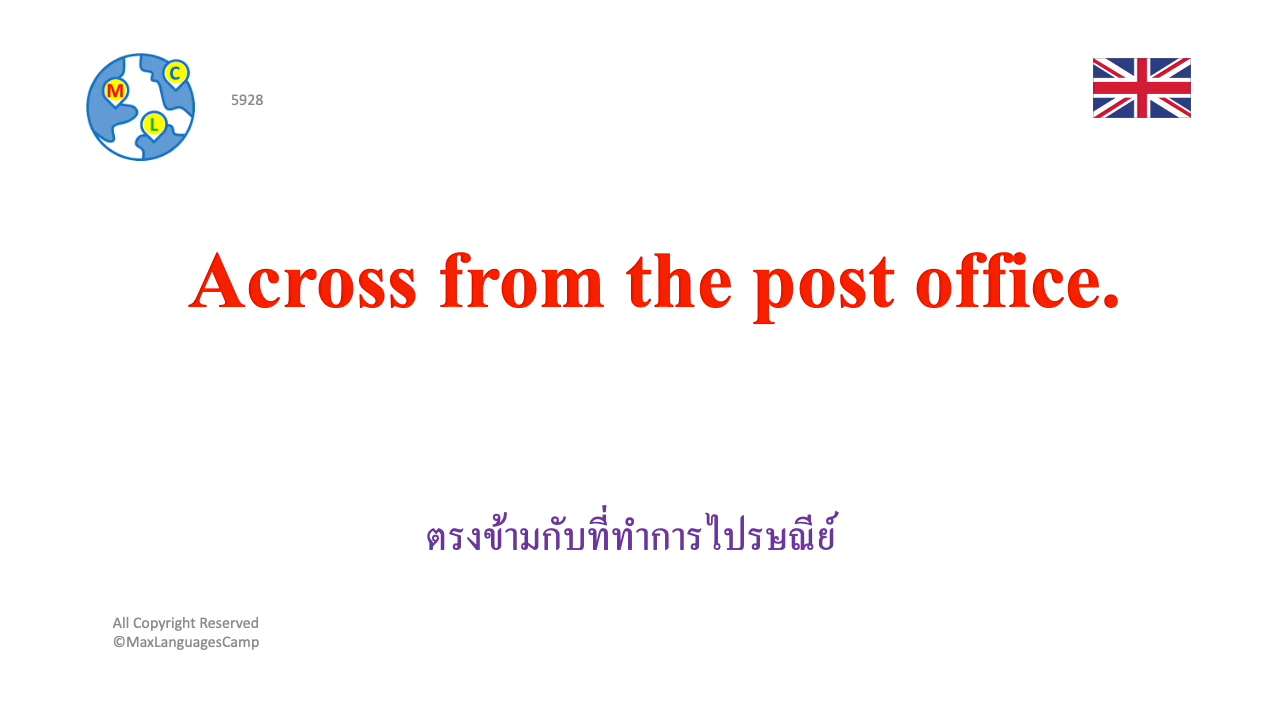 M
C
L
5928
Across from the post office.
ตรงข้ามกับที่ทำการไปรษณีย์
All Copyright Reserved
©MaxLanguagesCamp